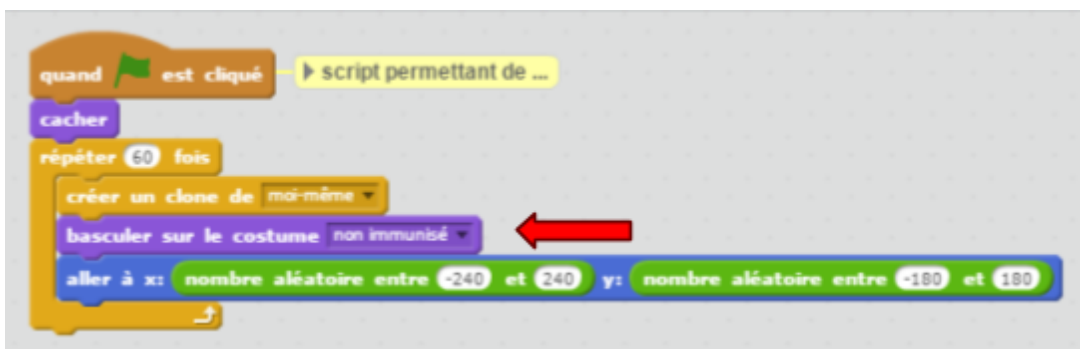 quand est cliqué script permettant de ...
cacher
répéter 60 fois
créer un clone de moi-même
basculer sur le costume non immunisé
aller à x: nombre aléatoire entre -240 et 240 y: nombre aléatoire entre -180 et 180